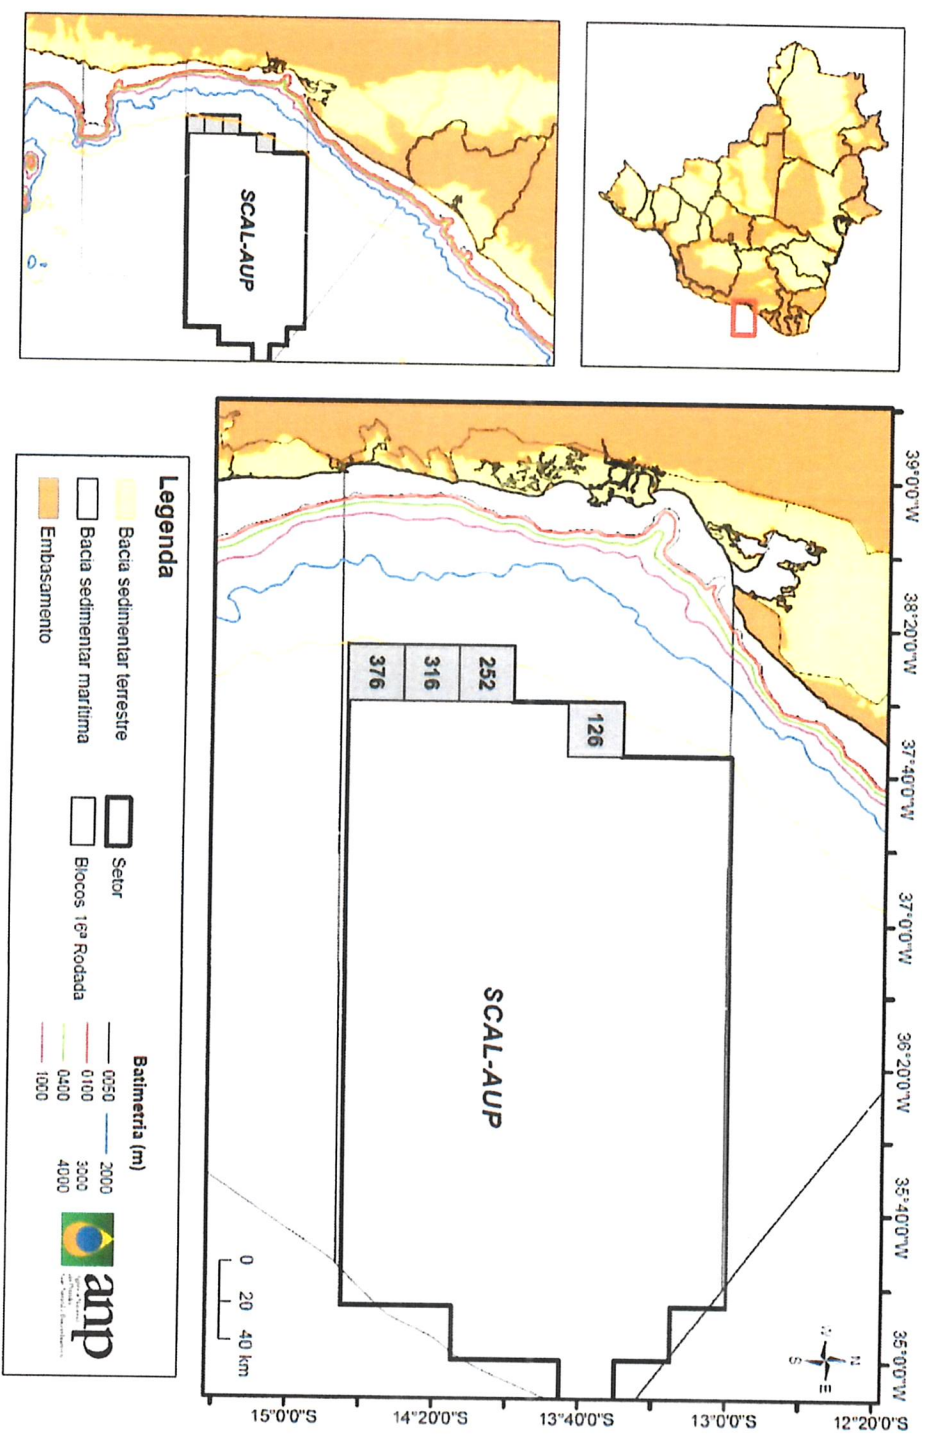 SCAL-AUP
39°0'0"W
38°20'0"W
37°40'0"W
37°0'0"W
36°20'0"W
35°40'0"W
35°0'0"W
12°20'0"S
13°0'0"S
13°40'0"S
14°20'0"S
15°0'0"S
126
252
316
376
SCAL-AUP
N
W
E
S
0 20 40 km
Legenda
Bacia sedimentar terrestre
Bacia sedimentar marítima
Embasamento
Setor
Blocos 16ª Rodada
Batimetria (m)
0050
0100
0400
1000
2000
3000
4000
anp